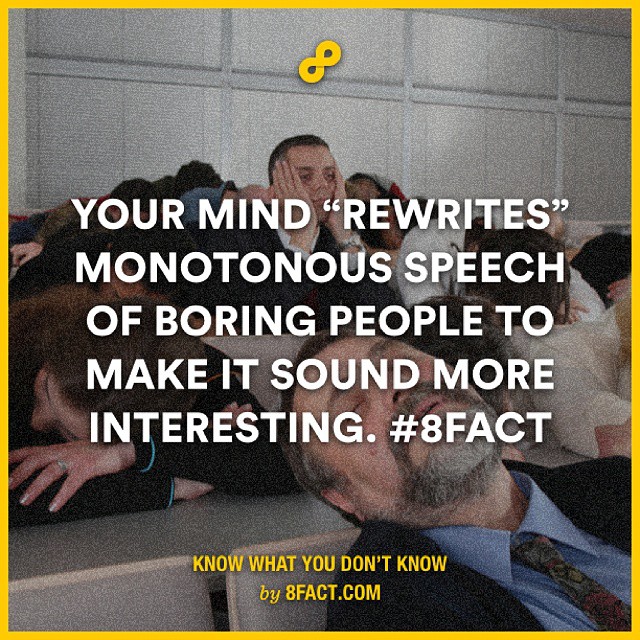 YOUR MIND “REWRITES”
MONOTONOUS SPEECH
OF BORING PEOPLE TO
MAKE IT SOUND MORE
INTERESTING. #8FACT
KNOW WHAT YOU DON’T KNOW
by 8FACT.COM